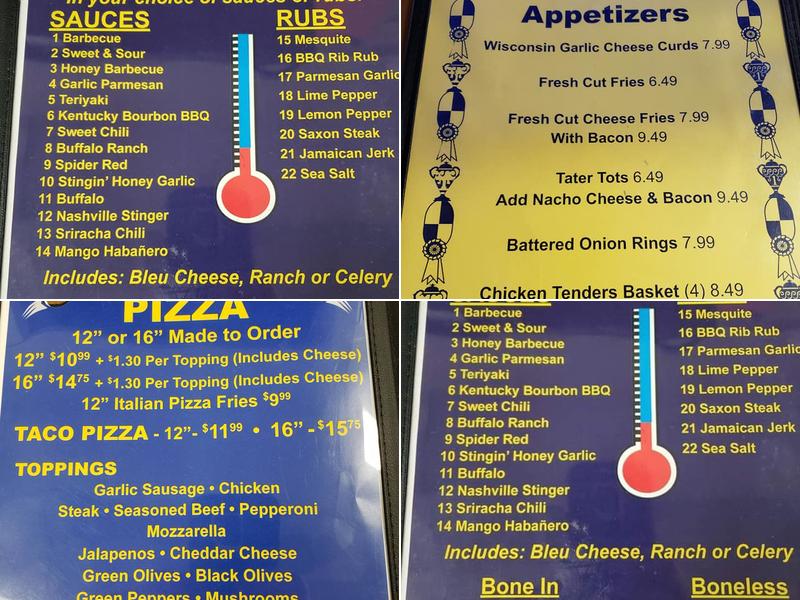 In your choice of sauces or rubs:
SAUCES
1 Barbecue
2 Sweet & Sour
3 Honey Barbecue
4 Garlic Parmesan
5 Teriyaki
6 Kentucky Bourbon BBQ
7 Sweet Chili
8 Buffalo Ranch
9 Spider Red
10 Stingin' Honey Garlic
11 Buffalo
12 Nashville Stinger
13 Sriracha Chili
14 Mango Habañero
RUBS
15 Mesquite
16 BBQ Rib Rub
17 Parmesan Garlic
18 Lime Pepper
19 Lemon Pepper
20 Saxon Steak
21 Jamaican Jerk
22 Sea Salt
Includes: Bleu Cheese, Ranch or Celery
Appetizers
Wisconsin Garlic Cheese Curds 7.99
Fresh Cut Fries 6.49
Fresh Cut Cheese Fries 7.99
With Bacon 9.49
Tater Tots 6.49
Add Nacho Cheese & Bacon 9.49
Battered Onion Rings 7.99
Chicken Tenders Basket (4) 8.49
PIZZA
12" or 16" Made to Order
12" $10.99 + $1.30 Per Topping (Includes Cheese)
16" $14.75 + $1.30 Per Topping (Includes Cheese)
12" Italian Pizza Fries $9.99
TACO PIZZA - 12"- $11.99 • 16" - $15.75
TOPPINGS
Garlic Sausage • Chicken
Steak • Seasoned Beef • Pepperoni
Mozzarella
Jalapenos • Cheddar Cheese
Green Olives • Black Olives
Green Peppers • Mushrooms
1 Barbecue
2 Sweet & Sour
3 Honey Barbecue
4 Garlic Parmesan
5 Teriyaki
6 Kentucky Bourbon BBQ
7 Sweet Chili
8 Buffalo Ranch
9 Spider Red
10 Stingin' Honey Garlic
11 Buffalo
12 Nashville Stinger
13 Sriracha Chili
14 Mango Habañero
15 Mesquite
16 BBQ Rib Rub
17 Parmesan Garlic
18 Lime Pepper
19 Lemon Pepper
20 Saxon Steak
21 Jamaican Jerk
22 Sea Salt
Includes: Bleu Cheese, Ranch or Celery
Bone In
Boneless